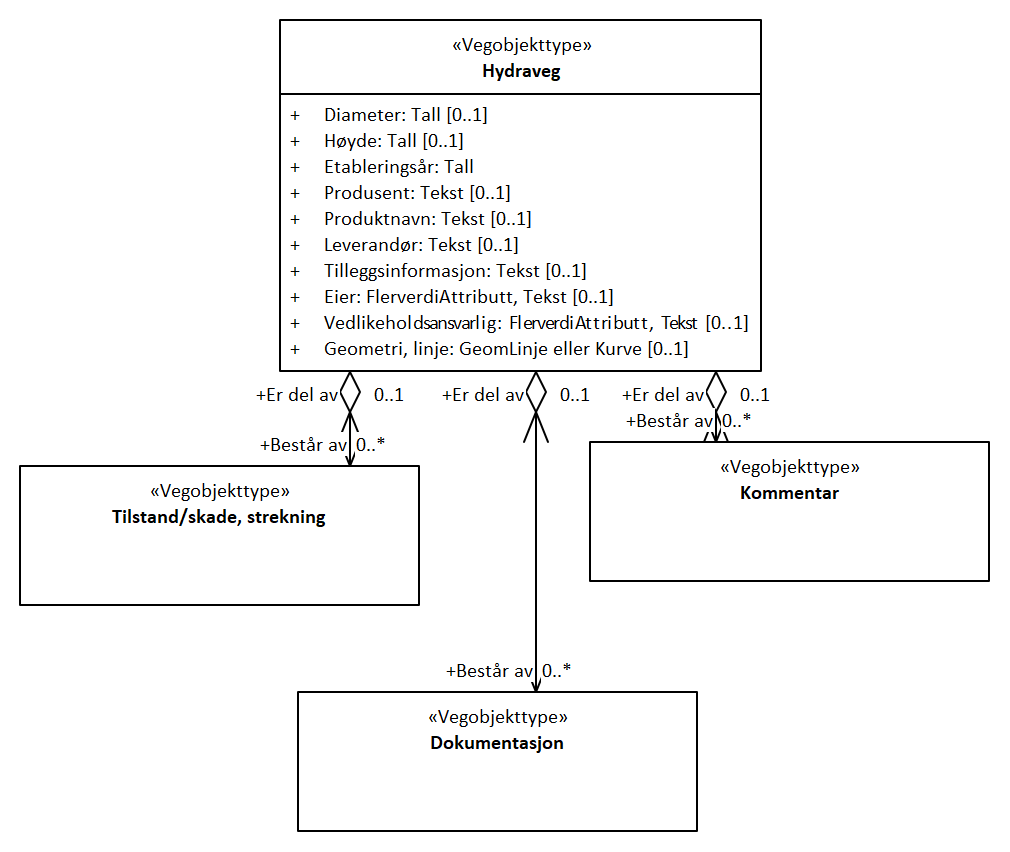 «Vegobjekttype»
Hydraveg
+ Diameter: Tall [0..1]
+ Høyde: Tall [0..1]
+ Etableringsår: Tall
+ Produsent: Tekst [0..1]
+ Produktnavn: Tekst [0..1]
+ Leverandør: Tekst [0..1]
+ Tilleggsinformasjon: Tekst [0..1]
+ Eier: FlerverdiAttributt, Tekst [0..1]
+ Vedlikeholdsansvarlig: FlerverdiAttributt, Tekst [0..1]
+ Geometri, linje: GeomLinje eller Kurve [0..1]
+Er del av 0..1
+Er del av 0..1
+Er del av 0..1
+Består av 0..*
+Består av 0..*
«Vegobjekttype»
Kommentar
«Vegobjekttype»
Tilstand/skade, strekning
+Består av 0..*
«Vegobjekttype»
Dokumentasjon